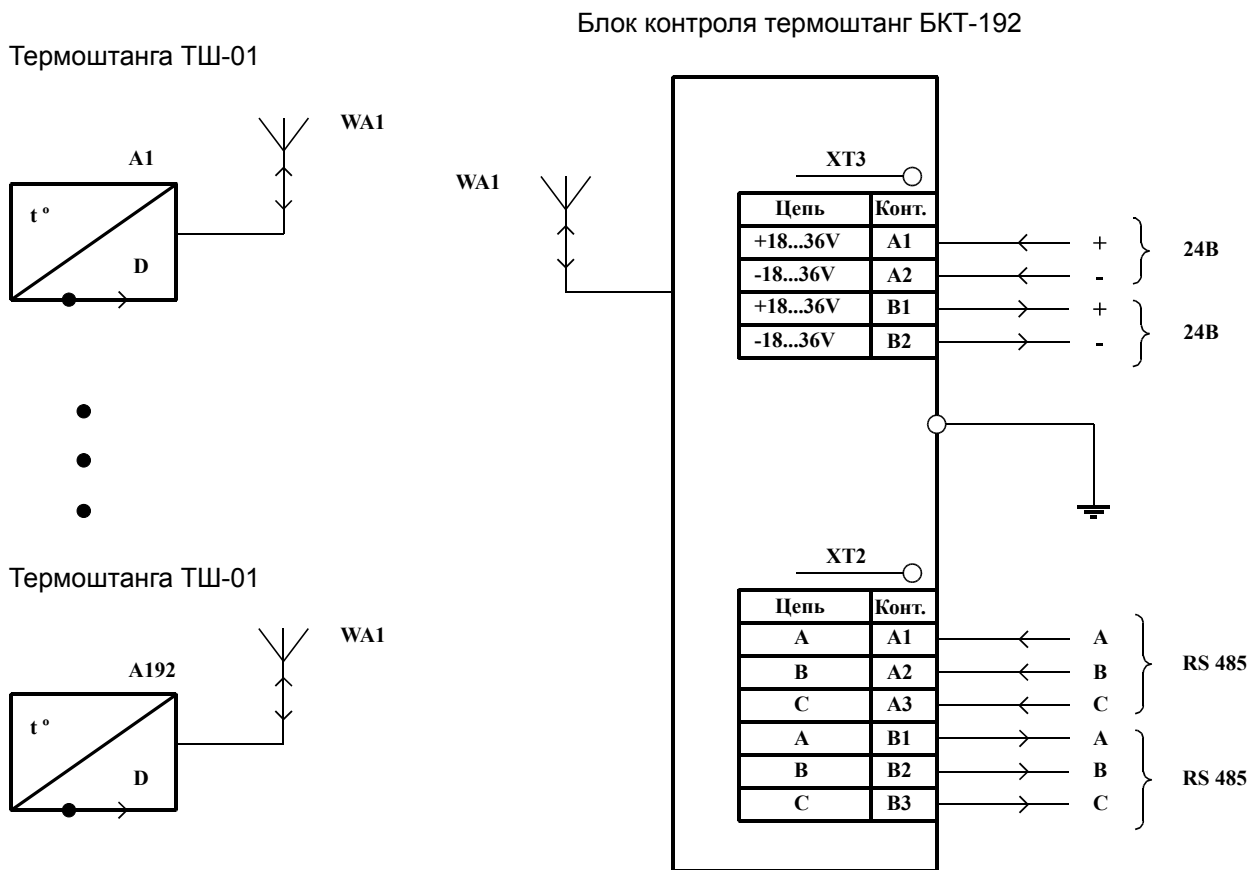 Блок контроля термоштанг БКТ-192
Термоштанга ТШ-01
WA1
A1
t º
D
WA1
XT3
Цепь Конт.
+18...36V A1 + 24В
-18...36V A2 -
+18...36V B1 + 24В
-18...36V B2 -
Термоштанга ТШ-01
WA1
A192
t º
D
XT2
Цепь Конт.
A A1 A
B A2 B RS 485
C A3 C
A B1 A
B B2 B RS 485
C B3 C